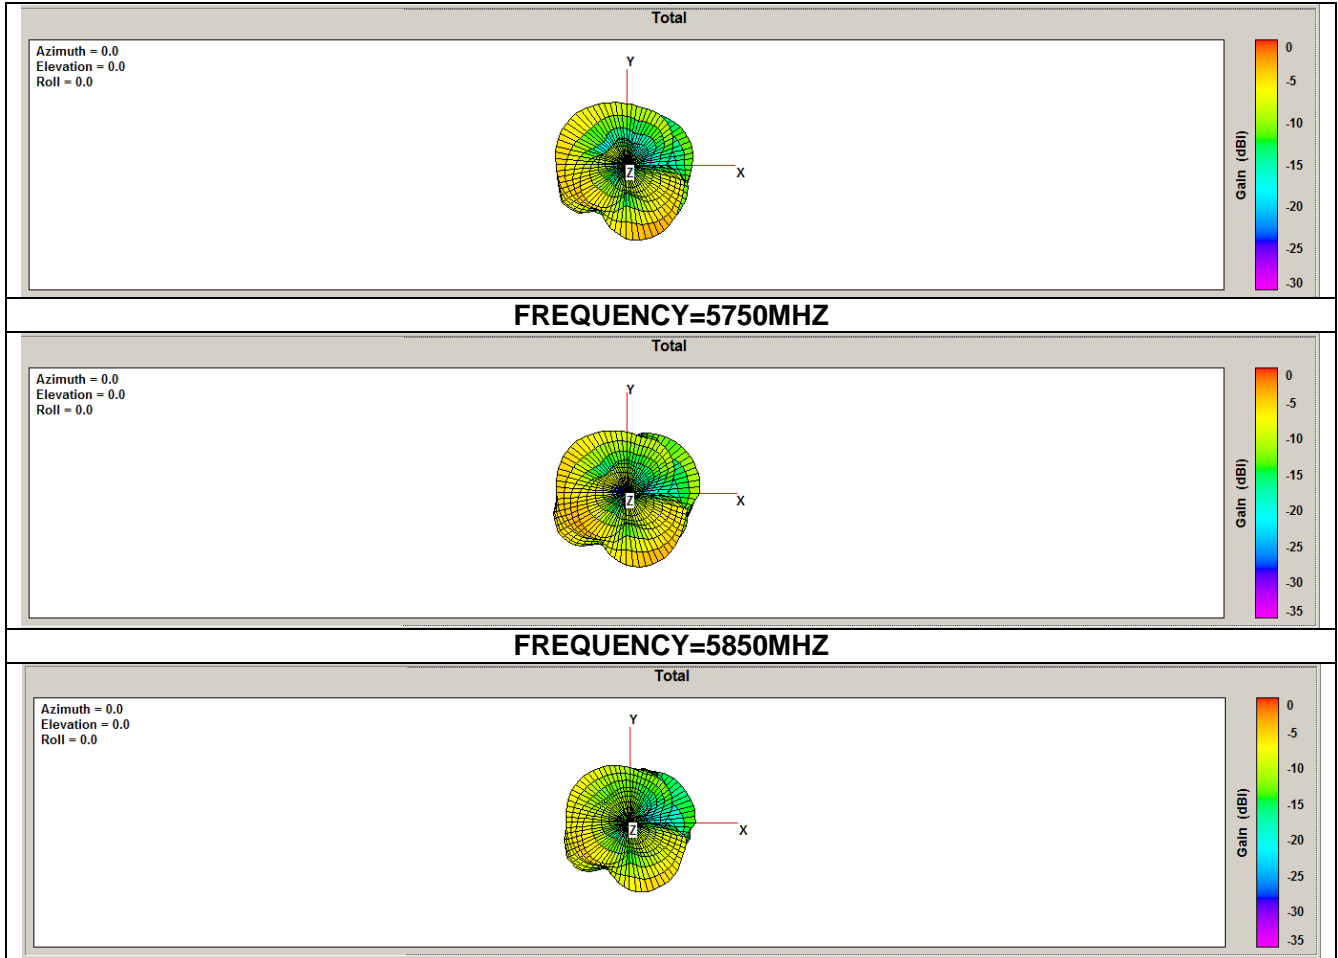 Total
Azimuth = 0.0
Elevation = 0.0
Roll = 0.0
Y
X
Z
0
-5
-10
-15
-20
-25
-30
Gain (dBi)
FREQUENCY=5750MHZ
Total
Azimuth = 0.0
Elevation = 0.0
Roll = 0.0
Y
X
Z
0
-5
-10
-15
-20
-25
-30
-35
Gain (dBi)
FREQUENCY=5850MHZ
Total
Azimuth = 0.0
Elevation = 0.0
Roll = 0.0
Y
X
Z
0
-5
-10
-15
-20
-25
-30
-35
Gain (dBi)